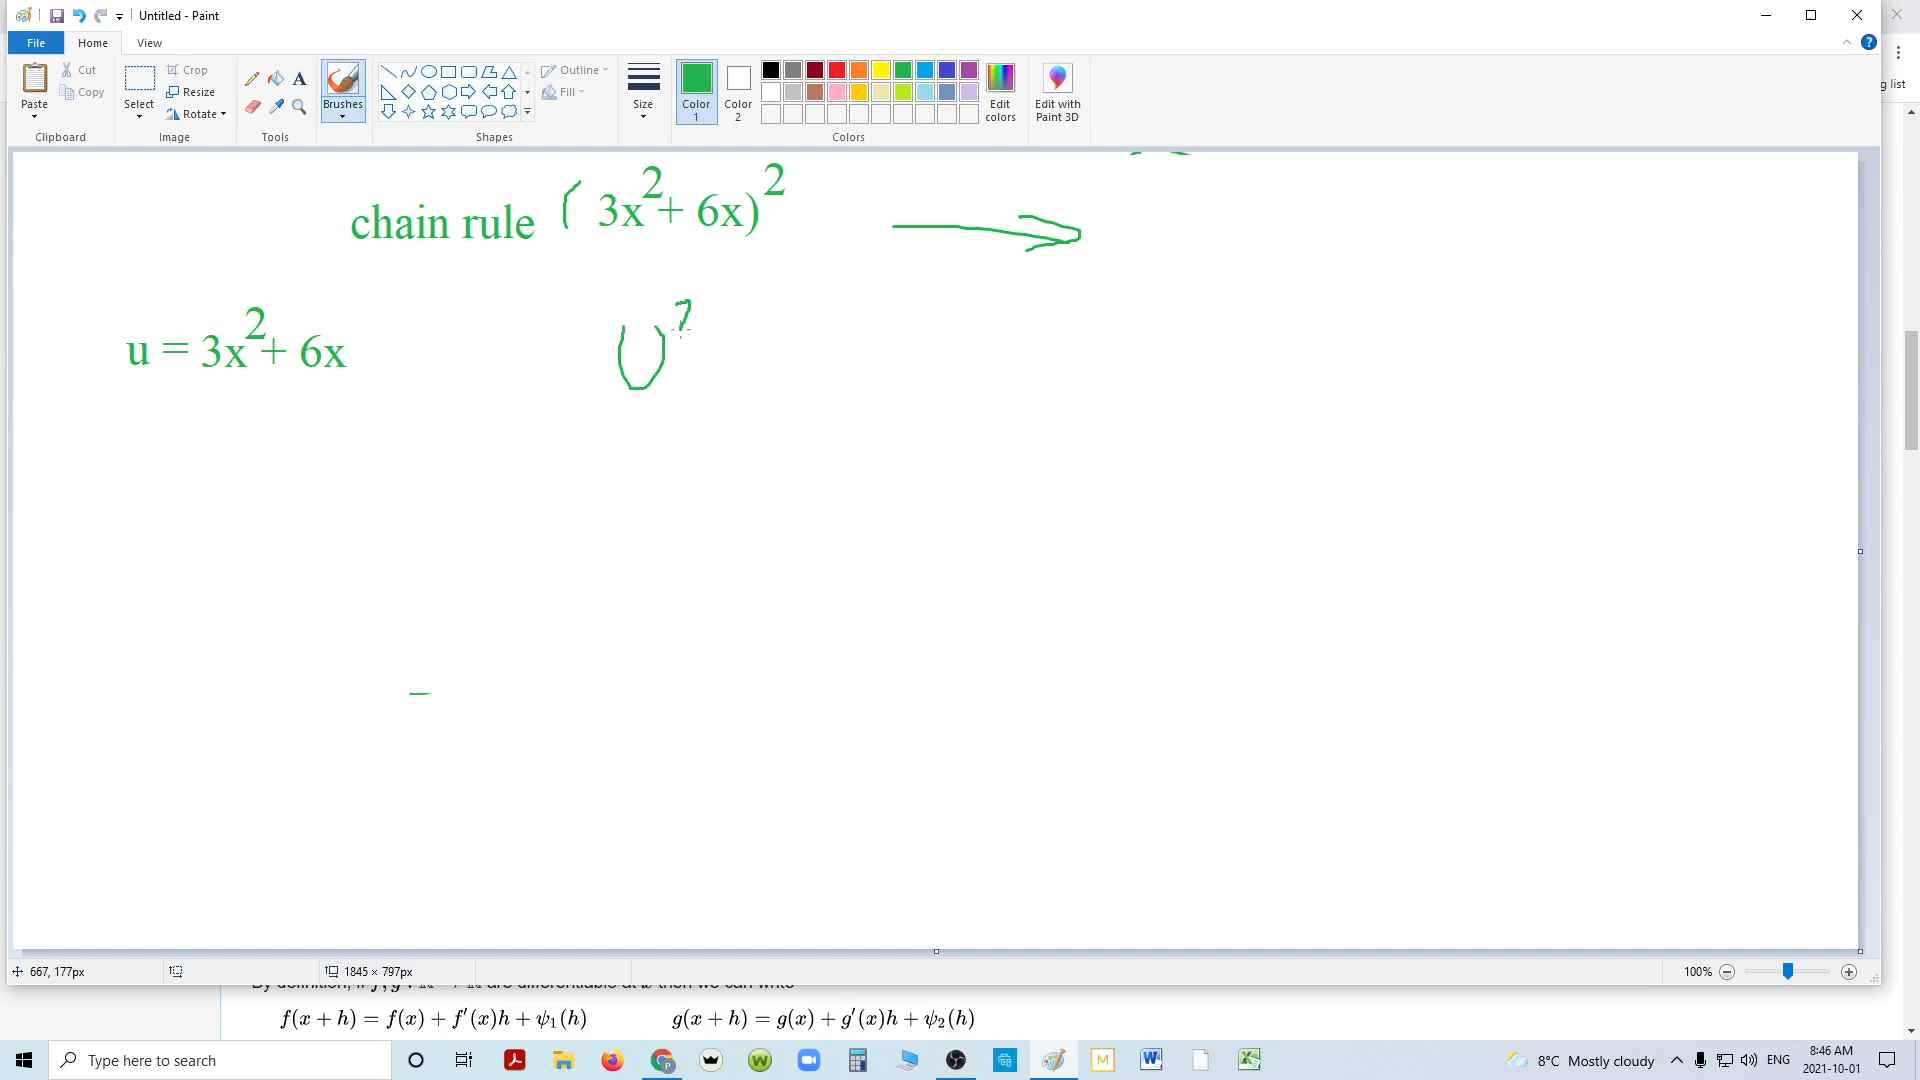 Untitled - Paint
File Home View
Paste
Cut
Copy
Clipboard
Select
Crop
Resize
Rotate
Image
Tools
Brushes
Shapes
Outline
Fill
Size
Color 1
Color 2
Edit colors
Edit with Paint 3D
Colors
g list
chain rule (3x²+ 6x)²
u = 3x²+ 6x
U
667, 177px
1845 × 797px
100%
f(x + h) = f(x) + f′(x)h + ψ₁(h) g(x + h) = g(x) + g′(x)h + ψ₂(h)
Type here to search
8°C Mostly cloudy
ENG
8:46 AM
2021-10-01